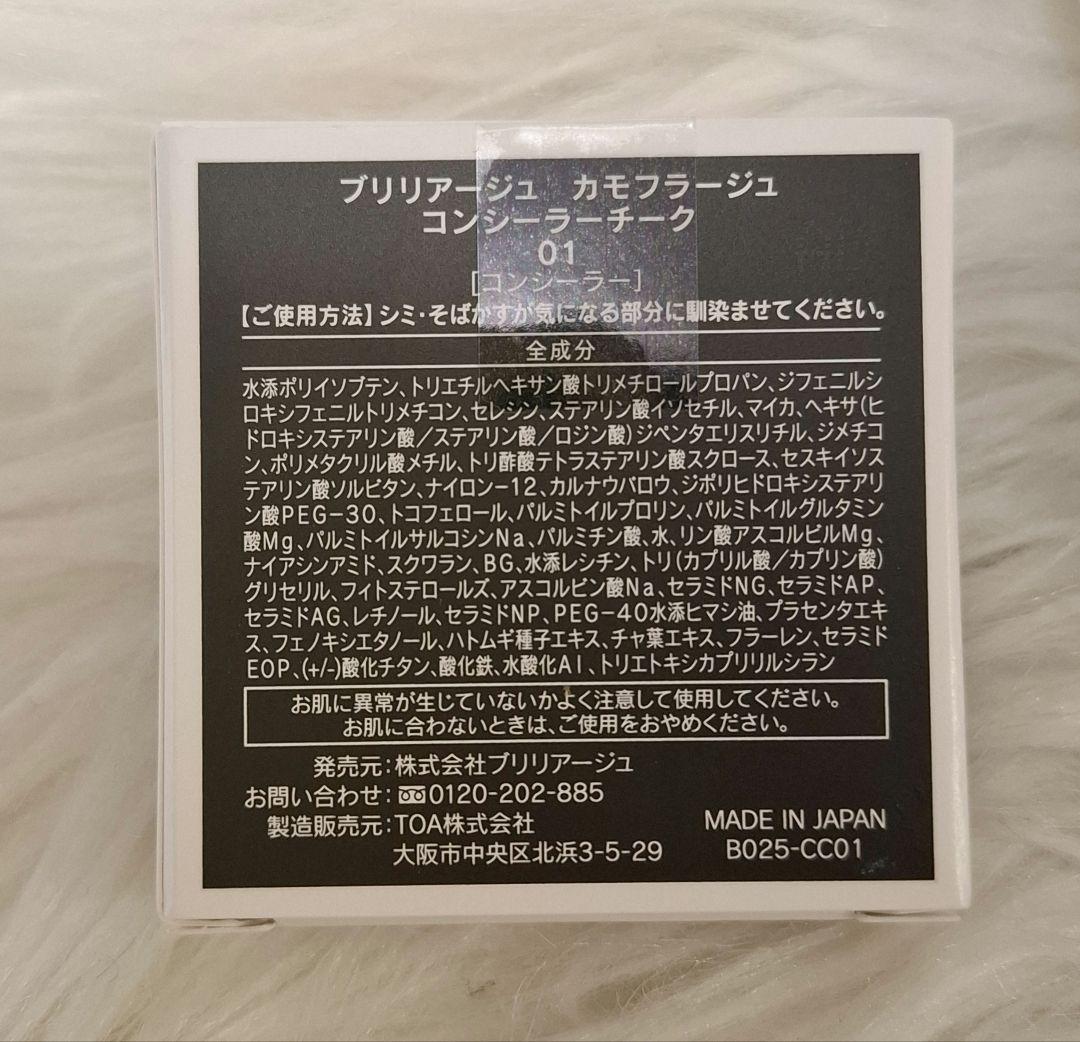 ブリリアージュ カモフラージュ
コンシーラーチーク
01
[コンシーラー]
【ご使用方法】シミ・そばかすが気になる部分に馴染ませてください。
全成分
水添ポリイソブテン、トリエチルヘキサン酸トリメチロールプロパン、ジフェニルシ
ロキシフェニルトリメチコン、セレシン、ステアリン酸イソセチル、マイカ、ヘキサ(ヒ
ドロキシステアリン酸/ステアリン酸/ロジン酸)ジペンタエリスリチル、ジメチコ
ン、ポリメタクリル酸メチル、トリ酢酸テトラステアリン酸スクロース、セスキイソス
テアリン酸ソルビタン、ナイロン-12、カルナウバロウ、ジポリヒドロキシステアリ
ン酸PEG-30、トコフェロール、パルミトイルプロリン、パルミトイルグルタミン
酸Mg、パルミトイルサルコシンNa、パルミチン酸、水、リン酸アスコルビルMg、
ナイアシンアミド、スクワラン、BG、水添レシチン、トリ(カプリル酸/カプリン酸)
グリセリル、フィトステロールズ、アスコルビン酸Na、セラミドNG、セラミドAP、
セラミドAG、レチノール、セラミドNP、PEG-40水添ヒマシ油、プラセンタエキ
ス、フェノキシエタノール、ハトムギ種子エキス、チャ葉エキス、フラーレン、セラミド
EOP、(+/-)酸化チタン、酸化鉄、水酸化Al、トリエトキシカプリリルシラン
お肌に異常が生じていないかよく注意して使用してください。
お肌に合わないときは、ご使用をおやめください。
発売元:株式会社ブリリアージュ
お問い合わせ:0120-202-885
製造販売元:TOA株式会社
大阪市中央区北浜3-5-29
MADE IN JAPAN
B025-CC01